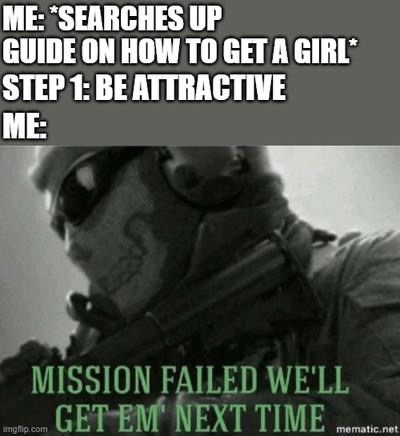 ME: *SEARCHES UP
GUIDE ON HOW TO GET A GIRL*
STEP 1: BE ATTRACTIVE
ME:
MISSION FAILED WE'LL
GET EM' NEXT TIME
mematic.net
imgflip.com